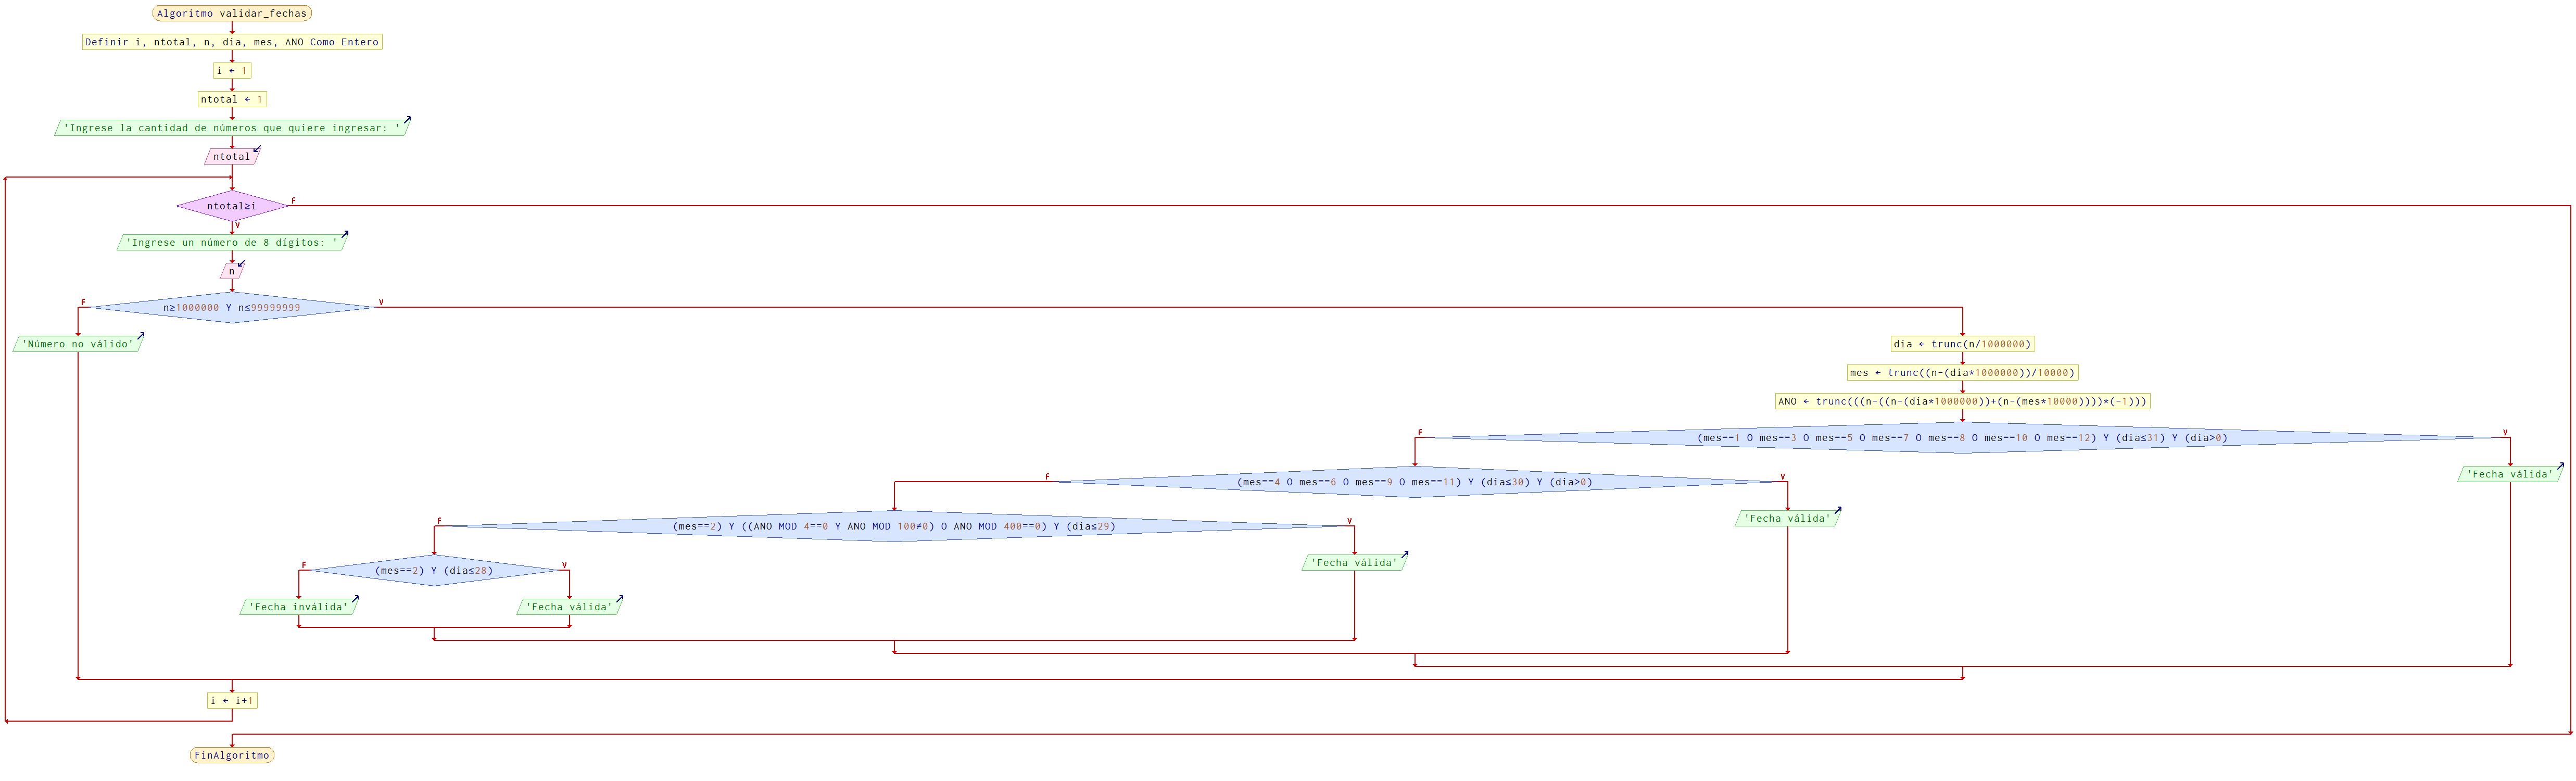 Algoritmo validar_fechas
Definir i, ntotal, n, dia, mes, ANO Como Entero
i ← 1
ntotal ← 1
'Ingrese la cantidad de números que quiere ingresar: '
ntotal
ntotal≥i
F
V
'Ingrese un número de 8 dígitos: '
n
n≥1000000 Y n≤99999999
F
V
'Número no válido'
dia ← trunc(n/1000000)
mes ← trunc((n-(dia*1000000))/10000)
ANO ← trunc(((n-((n-(dia*1000000))+(n-(mes*10000))))*(-1)))
(mes==1 O mes==3 O mes==5 O mes==7 O mes==8 O mes==10 O mes==12) Y (dia≤31) Y (dia>0)
F
V
'Fecha válida'
(mes==4 O mes==6 O mes==9 O mes==11) Y (dia≤30) Y (dia>0)
F
V
'Fecha válida'
(mes==2) Y ((ANO MOD 4==0 Y ANO MOD 100≠0) O ANO MOD 400==0) Y (dia≤29)
F
V
'Fecha válida'
(mes==2) Y (dia≤28)
F
V
'Fecha inválida'
'Fecha válida'
i ← i+1
FinAlgoritmo